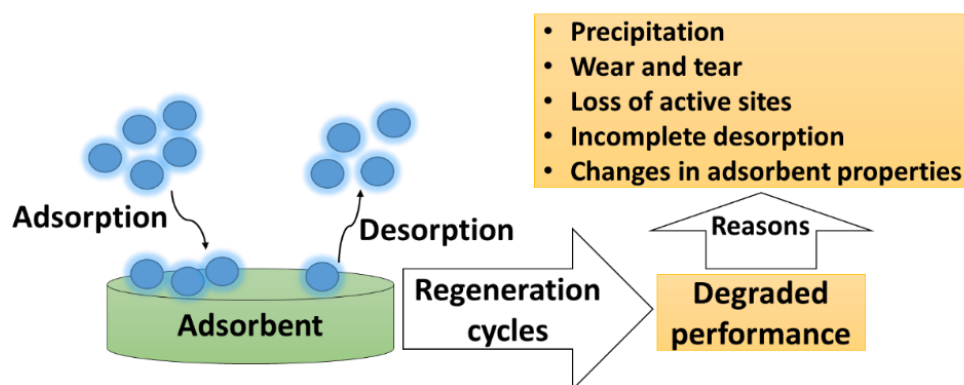 • Precipitation
• Wear and tear
• Loss of active sites
• Incomplete desorption
• Changes in adsorbent properties
Adsorption
Desorption
Reasons
Adsorbent
Regeneration
cycles
Degraded
performance